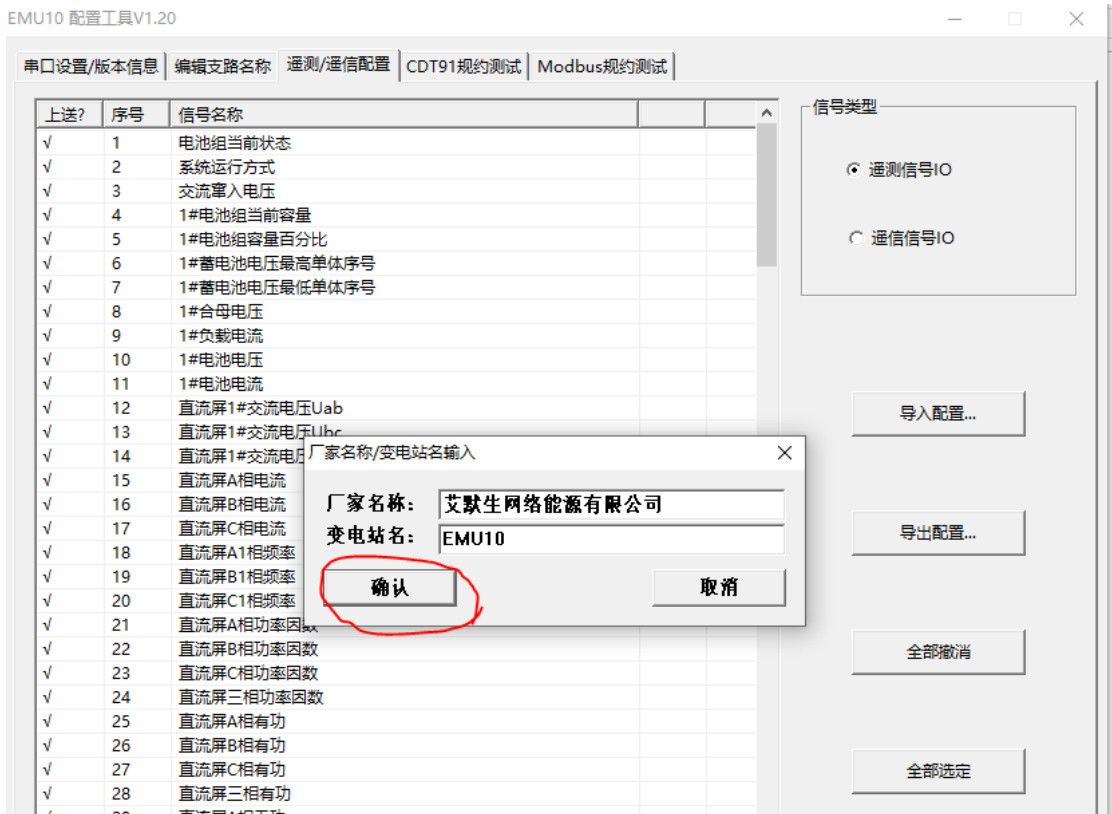 EMU10 配置工具V1.20
串口设置/版本信息 编辑支路名称 遥测/遥信配置 CDT91规约测试 Modbus规约测试
上送? 序号 信号名称
√ 1 电池组当前状态
√ 2 系统运行方式
√ 3 交流窜入电压
√ 4 1#电池组当前容量
√ 5 1#电池组容量百分比
√ 6 1#蓄电池电压最高单体序号
√ 7 1#蓄电池电压最低单体序号
√ 8 1#合母电压
√ 9 1#负载电流
√ 10 1#电池电压
√ 11 1#电池电流
√ 12 直流屏1#交流电压Uab
√ 13 直流屏1#交流电压Ubc
√ 14 直流屏1#交流电压
√ 15 直流屏A相电流
√ 16 直流屏B相电流
√ 17 直流屏C相电流
√ 18 直流屏A1相频率
√ 19 直流屏B1相频率
√ 20 直流屏C1相频率
√ 21 直流屏A相功率因数
√ 22 直流屏B相功率因数
√ 23 直流屏C相功率因数
√ 24 直流屏三相功率因数
√ 25 直流屏A相有功
√ 26 直流屏B相有功
√ 27 直流屏C相有功
√ 28 直流屏三相有功
厂家名称/变电站名输入
厂家名称: 艾默生网络能源有限公司
变电站名: EMU10
确认 取消
信号类型
遥测信号IO
遥信信号IO
导入配置...
导出配置...
全部撤消
全部选定